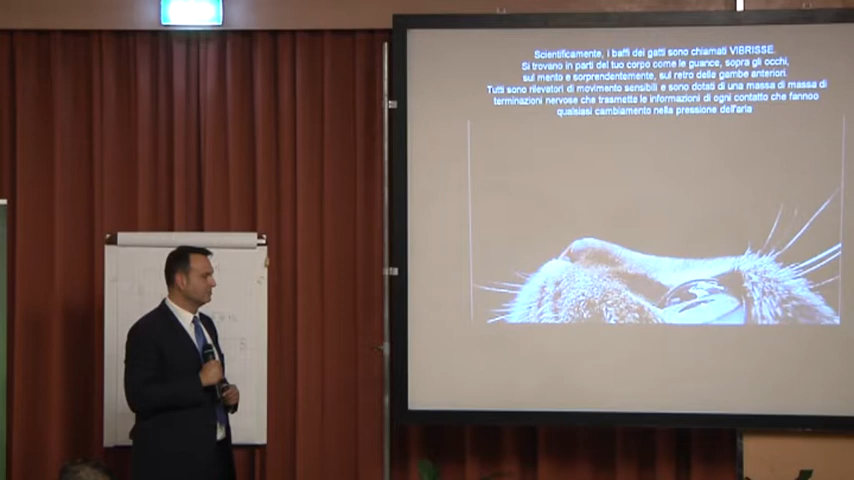 Scientificamente, i baffi dei gatti sono chiamati VIBRISSE.
Si trovano in parti del tuo corpo come le guance, sopra gli occhi,
sul mento e sorprendentemente, sul retro delle gambe anteriori.
Tutti sono rilevatori di movimento sensibili e sono dotati di una massa di massa di
terminazioni nervose che trasmette le informazioni di ogni contatto che fannoo
qualsiasi cambiamento nella pressione dell'aria